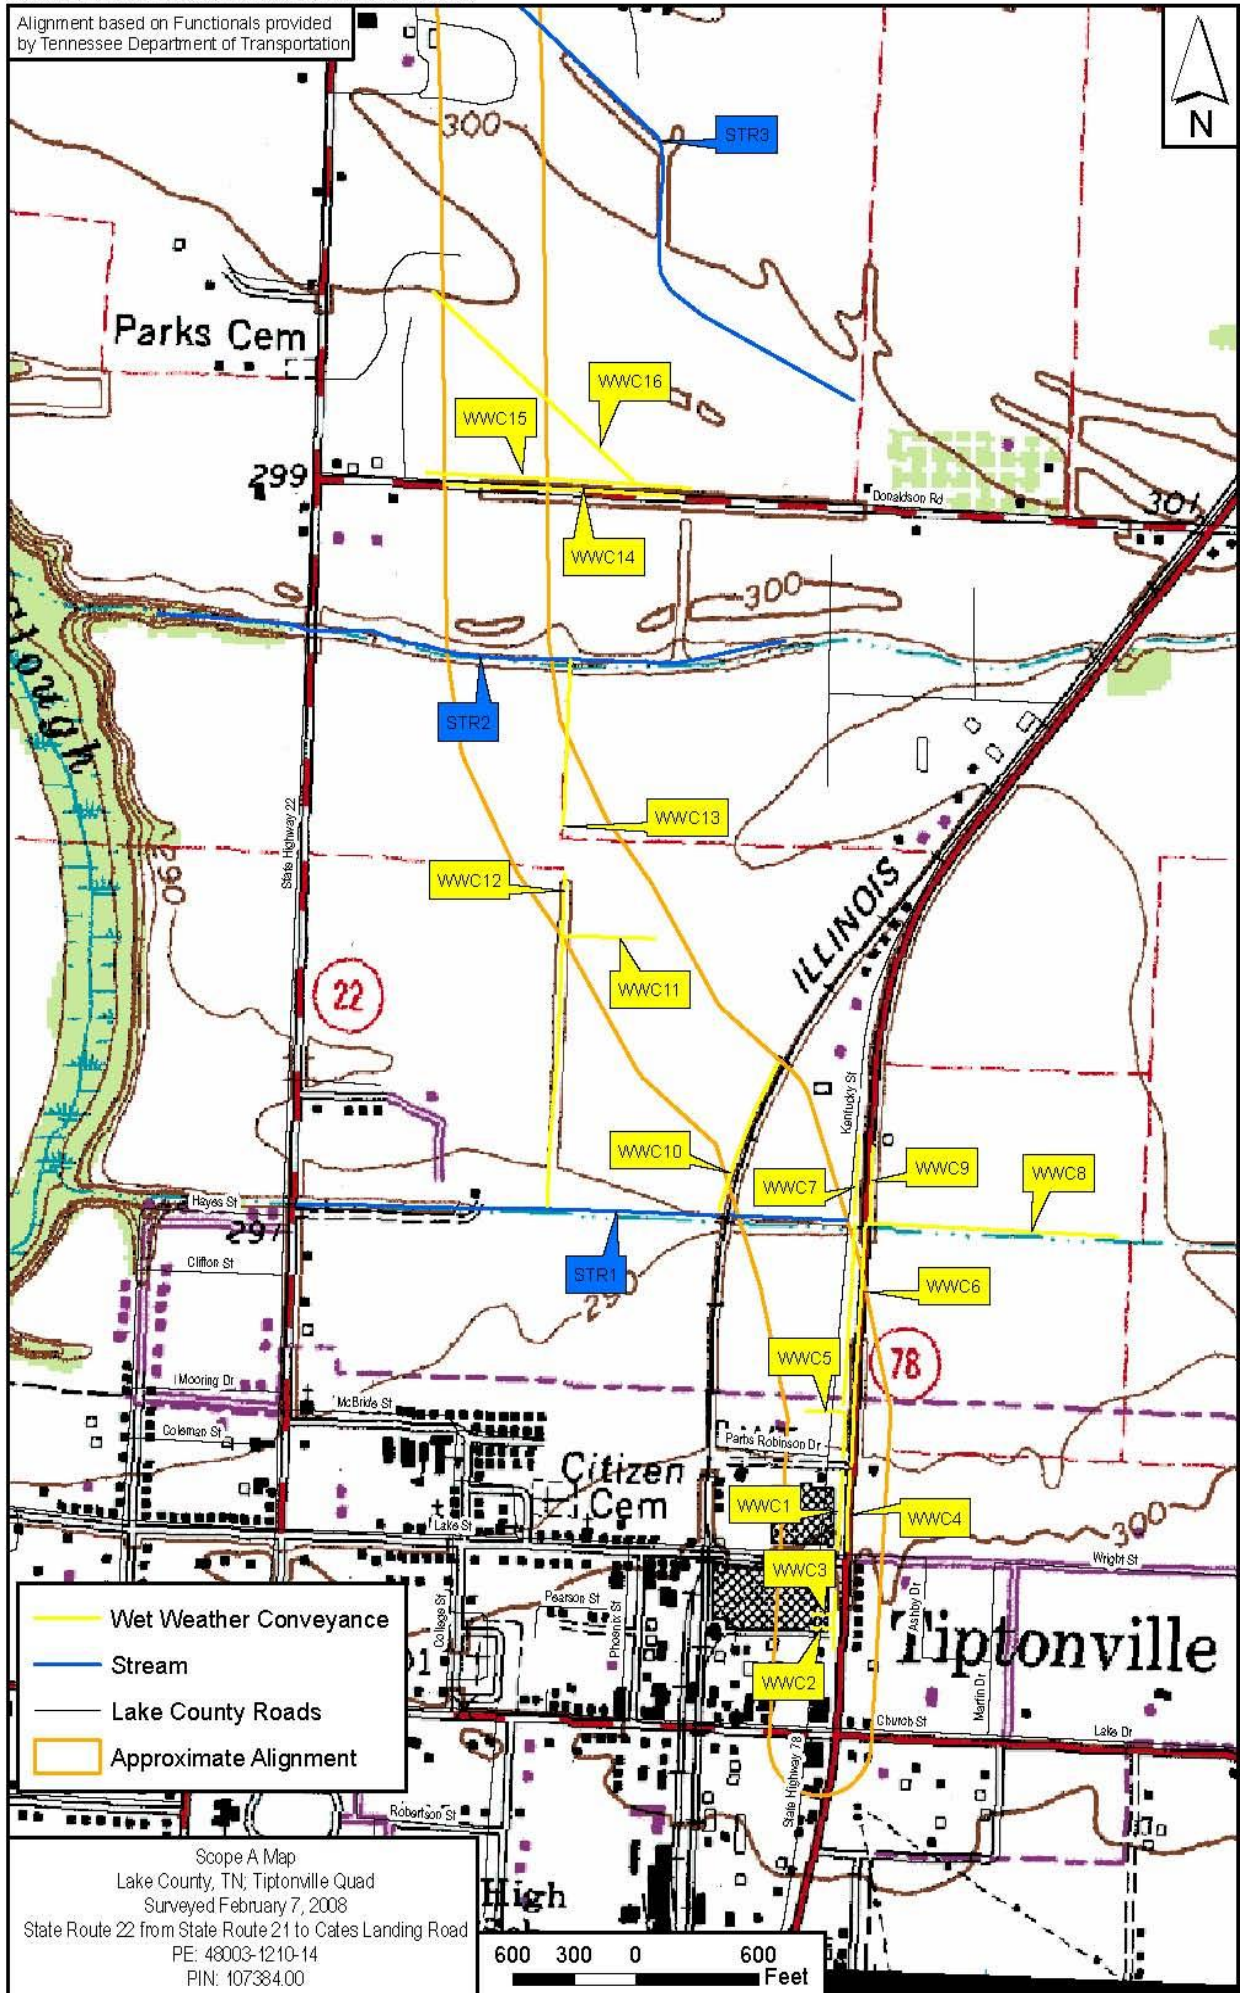 Alignment based on Functionals provided
by Tennessee Department of Transportation
N
300
STR3
Parks Cem
WWC16
WWC15
299
Donaldson Rd
301
WWC14
300
Slough
STR2
State Highway 22
WWC13
290
WWC12
ILLINOIS
WWC11
22
Kentucky St
WWC10
WWC7
WWC9
WWC8
Hayes St
297
Clifton St
STR1
WWC6
WWC5
78
Mooring Dr
McBride St
Coleman St
Parks Robinson Dr
Citizen
Cem
WWC1
WWC4
Lake St
300
Wright St
WWC3
Pearson St
College St
Phoenix St
Ashby Dr
Tiptonville
WWC2
Martin Dr
Church St
Lake Dr
State Highway 78
Robertson St
High
Wet Weather Conveyance
Stream
Lake County Roads
Approximate Alignment
Scope A Map
Lake County, TN; Tiptonville Quad
Surveyed February 7, 2008
State Route 22 from State Route 21 to Cates Landing Road
PE: 48003-1210-14
PIN: 107384.00
600 300 0 600
Feet